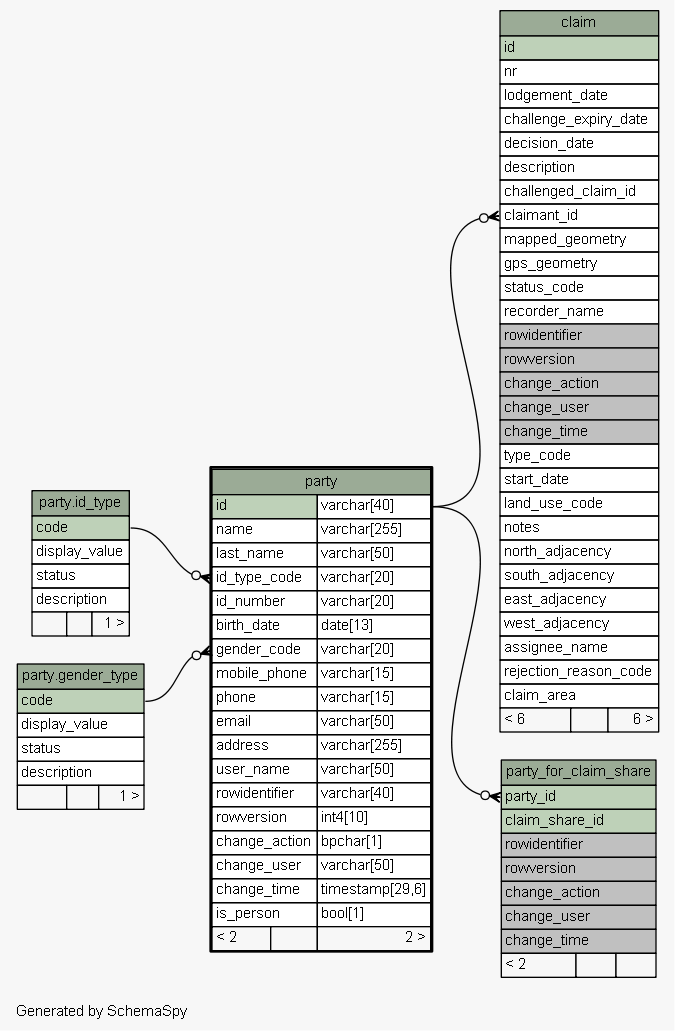 claim
id
nr
lodgement_date
challenge_expiry_date
decision_date
description
challenged_claim_id
claimant_id
mapped_geometry
gps_geometry
status_code
recorder_name
rowidentifier
rowversion
change_action
change_user
change_time
type_code
start_date
land_use_code
notes
north_adjacency
south_adjacency
east_adjacency
west_adjacency
assignee_name
rejection_reason_code
claim_area
< 6 6 >
party
id varchar[40]
name varchar[255]
last_name varchar[50]
id_type_code varchar[20]
id_number varchar[20]
birth_date date[13]
gender_code varchar[20]
mobile_phone varchar[15]
phone varchar[15]
email varchar[50]
address varchar[255]
user_name varchar[50]
rowidentifier varchar[40]
rowversion int4[10]
change_action bpchar[1]
change_user varchar[50]
change_time timestamp[29,6]
is_person bool[1]
< 2 2 >
party.id_type
code
display_value
status
description
1 >
party.gender_type
code
display_value
status
description
1 >
party_for_claim_share
party_id
claim_share_id
rowidentifier
rowversion
change_action
change_user
change_time
< 2
Generated by SchemaSpy